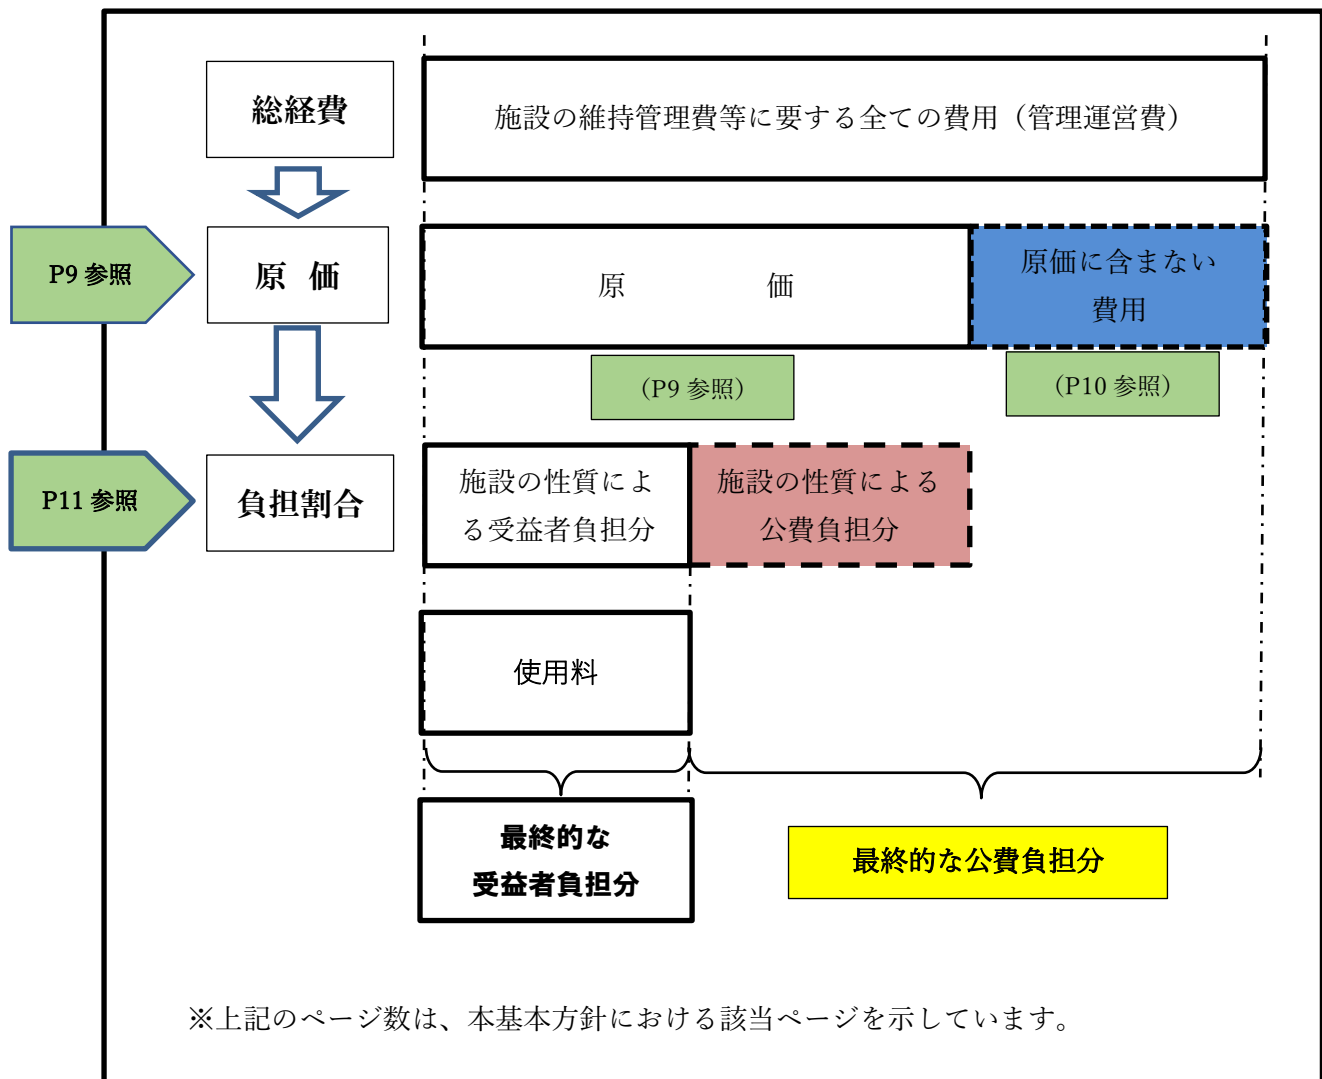 総経費
施設の維持管理費等に要する全ての費用（管理運営費）
P9 参照
原 価
原 価
原価に含まない
費用
（P9 参照）
（P10 参照）
P11 参照
負担割合
施設の性質によ
る受益者負担分
施設の性質による
公費負担分
使用料
最終的な
受益者負担分
最終的な公費負担分
※上記のページ数は、本基本方針における該当ページを示しています。